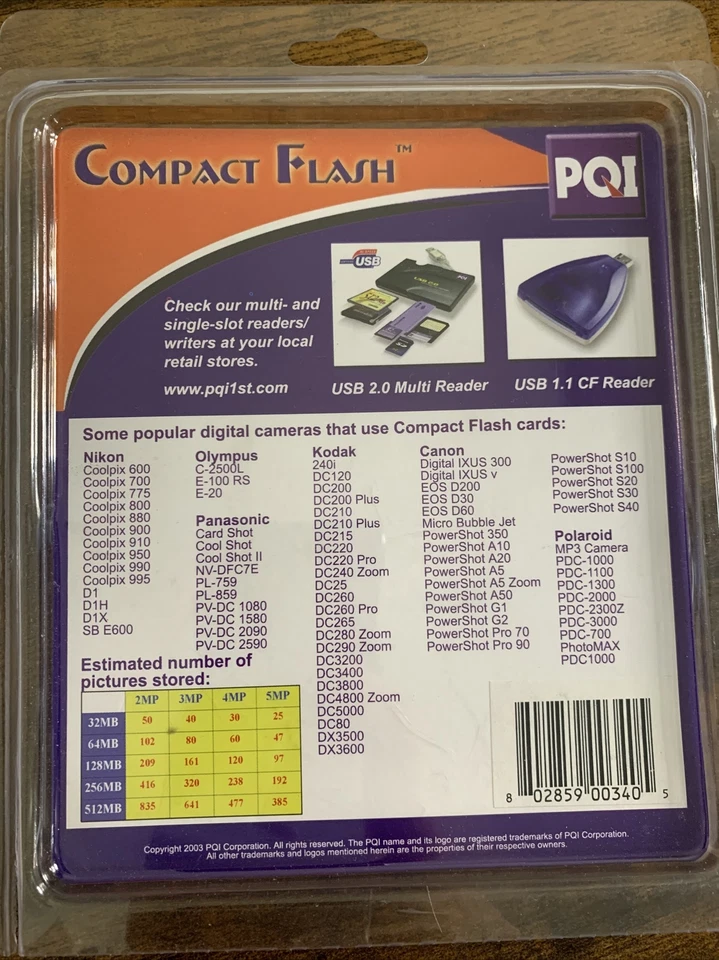 COMPACT FLASH™
PQI
USB
Check our multi- and
single-slot readers/
writers at your local
retail stores.
www.pqi1st.com
USB 2.0 Multi Reader
USB 1.1 CF Reader
Some popular digital cameras that use Compact Flash cards:
Nikon
Coolpix 600
Coolpix 700
Coolpix 775
Coolpix 800
Coolpix 880
Coolpix 900
Coolpix 910
Coolpix 950
Coolpix 990
Coolpix 995
D1
D1H
D1X
SB E600
Olympus
C-2500L
E-100 RS
E-20
Panasonic
Card Shot
Cool Shot
Cool Shot II
NV-DFC7E
PL-759
PL-859
PV-DC 1080
PV-DC 1580
PV-DC 2090
PV-DC 2590
Kodak
240i
DC120
DC200
DC200 Plus
DC210
DC210 Plus
DC215
DC220
DC220 Pro
DC240 Zoom
DC25
DC260
DC260 Pro
DC265
DC280 Zoom
DC290 Zoom
DC3200
DC3400
DC3800
DC4800 Zoom
DC5000
DC80
DX3500
DX3600
Canon
Digital IXUS 300
Digital IXUS v
EOS D200
EOS D30
EOS D60
Micro Bubble Jet
PowerShot 350
PowerShot A10
PowerShot A20
PowerShot A5
PowerShot A5 Zoom
PowerShot A50
PowerShot G1
PowerShot G2
PowerShot Pro 70
PowerShot Pro 90
PowerShot S10
PowerShot S100
PowerShot S20
PowerShot S30
PowerShot S40
Polaroid
MP3 Camera
PDC-1000
PDC-1100
PDC-1300
PDC-2000
PDC-2300Z
PDC-3000
PDC-700
PhotoMAX
PDC1000
Estimated number of
pictures stored:
2MP 3MP 4MP 5MP
32MB 50 40 30 25
64MB 102 80 60 47
128MB 209 161 120 97
256MB 416 320 238 192
512MB 835 641 477 385
8 02859 00340 5
Copyright 2003 PQI Corporation. All rights reserved. The PQI name and its logo are registered trademarks of PQI Corporation.
All other trademarks and logos mentioned herein are the properties of their respective owners.